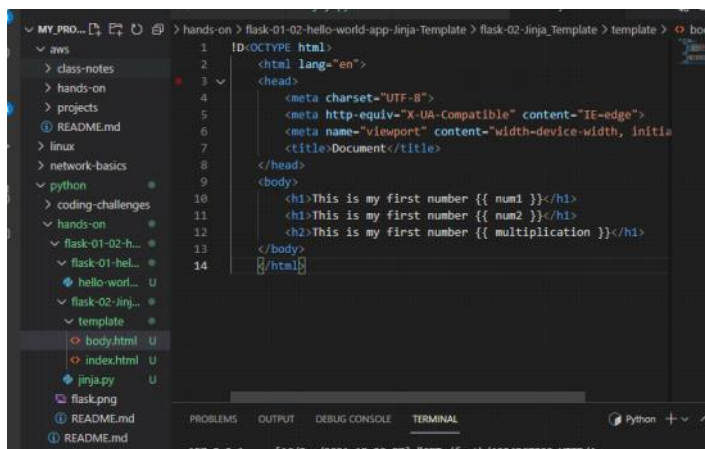 MY_PRO...
aws
class-notes
hands-on
projects
README.md
linux
network-basics
python
coding-challenges
hands-on
flask-01-02-h...
flask-01-hel...
hello-worl... U
flask-02-Jinj...
template
body.html U
index.html U
jinja.py U
flask.png
README.md
README.md
> hands-on > flask-01-02-hello-world-app-Jinja-Template > flask-02-Jinja_Template > template > <> bo
1 !D<OCTYPE html>
2 <html lang="en">
3 <head>
4 <meta charset="UTF-8">
5 <meta http-equiv="X-UA-Compatible" content="IE=edge">
6 <meta name="viewport" content="width=device-width, initia
7 <title>Document</title>
8 </head>
9 <body>
10 <h1>This is my first number {{ num1 }}</h1>
11 <h1>This is my first number {{ num2 }}</h1>
12 <h2>This is my first number {{ multiplication }}</h1>
13 </body>
14 </html>
PROBLEMS OUTPUT DEBUG CONSOLE TERMINAL Python